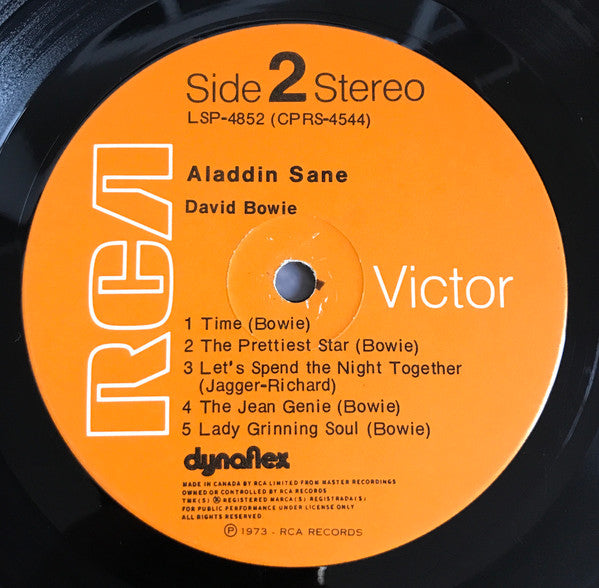 Side 2 Stereo
LSP-4852 (CPRS-4544)
Aladdin Sane
David Bowie
RCA
Victor
1 Time (Bowie)
2 The Prettiest Star (Bowie)
3 Let's Spend the Night Together
(Jagger-Richard)
4 The Jean Genie (Bowie)
5 Lady Grinning Soul (Bowie)
dynaflex
MADE IN CANADA BY RCA LIMITED FROM MASTER RECORDINGS
OWNED OR CONTROLLED BY RCA RECORDS
TMK(S) ® REGISTERED MARCA(S) REGISTRADA(S)
FOR PUBLIC PERFORMANCE UNDER LICENSE ONLY
ALL RIGHTS RESERVED
℗ 1973 - RCA RECORDS